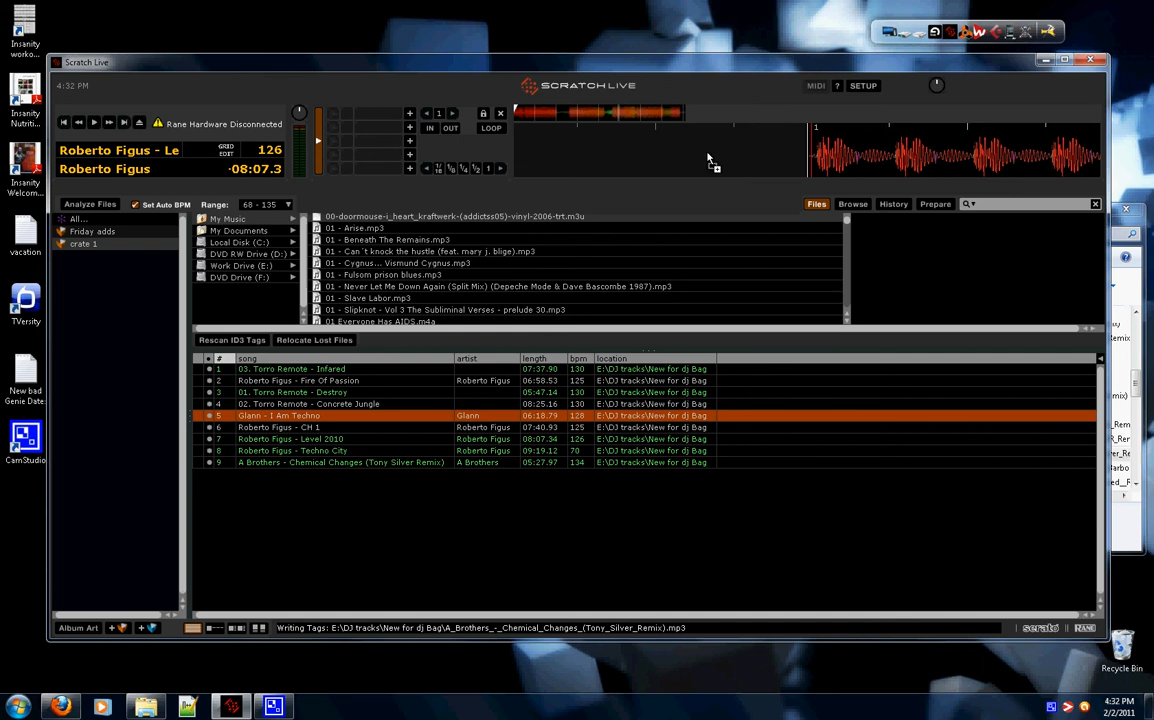 Insanity
worko...
Insanity
Nutriti...
Insanity
Welcom...
vacation
TVersity
New bad
Genie Date...
CamStudio
Scratch Live
4:32 PM
SCRATCH LIVE
MIDI ? SETUP
Rane Hardware Disconnected
1
IN OUT LOOP
Roberto Figus - Le GRID EDIT 126
Roberto Figus -08:07.3
1/16 1/8 1/4 1/2 1
1
Analyze Files Set Auto BPM Range: 68 - 135 Files Browse History Prepare
All...
Friday adds
crate 1
My Music
My Documents
Local Disk (C:)
DVD RW Drive (D:)
Work Drive (E:)
DVD Drive (F:)
00-doormouse-i_heart_kraftwerk-(addictss05)-vinyl-2006-trt.m3u
01 - Arise.mp3
01 - Beneath The Remains.mp3
01 - Can´t knock the hustle (feat. mary j. blige).mp3
01 - Cygnus... Vismund Cygnus.mp3
01 - Fulsom prison blues.mp3
01 - Never Let Me Down Again (Split Mix) (Depeche Mode & Dave Bascombe 1987).mp3
01 - Slave Labor.mp3
01 - Slipknot - Vol 3 The Subliminal Verses - prelude 30.mp3
01 Everyone Has AIDS.m4a
Rescan ID3 Tags Relocate Lost Files
# song artist length bpm location
1 03. Torro Remote - Infared 07:37.90 130 E:\DJ tracks\New for dj Bag
2 Roberto Figus - Fire Of Passion Roberto Figus 06:58.53 125 E:\DJ tracks\New for dj Bag
3 01. Torro Remote - Destroy 05:47.14 130 E:\DJ tracks\New for dj Bag
4 02. Torro Remote - Concrete Jungle 08:25.16 130 E:\DJ tracks\New for dj Bag
5 Glann - I Am Techno Glann 06:18.79 128 E:\DJ tracks\New for dj Bag
6 Roberto Figus - CH 1 Roberto Figus 07:40.93 125 E:\DJ tracks\New for dj Bag
7 Roberto Figus - Level 2010 Roberto Figus 08:07.34 126 E:\DJ tracks\New for dj Bag
8 Roberto Figus - Techno City Roberto Figus 09:19.12 70 E:\DJ tracks\New for dj Bag
9 A Brothers - Chemical Changes (Tony Silver Remix) A Brothers 05:27.97 134 E:\DJ tracks\New for dj Bag
Album Art Writing Tags: E:\DJ tracks\New for dj Bag\A_Brothers_-_Chemical_Changes_(Tony_Silver_Remix).mp3 serato RANE
Recycle Bin
4:32 PM
2/2/2011